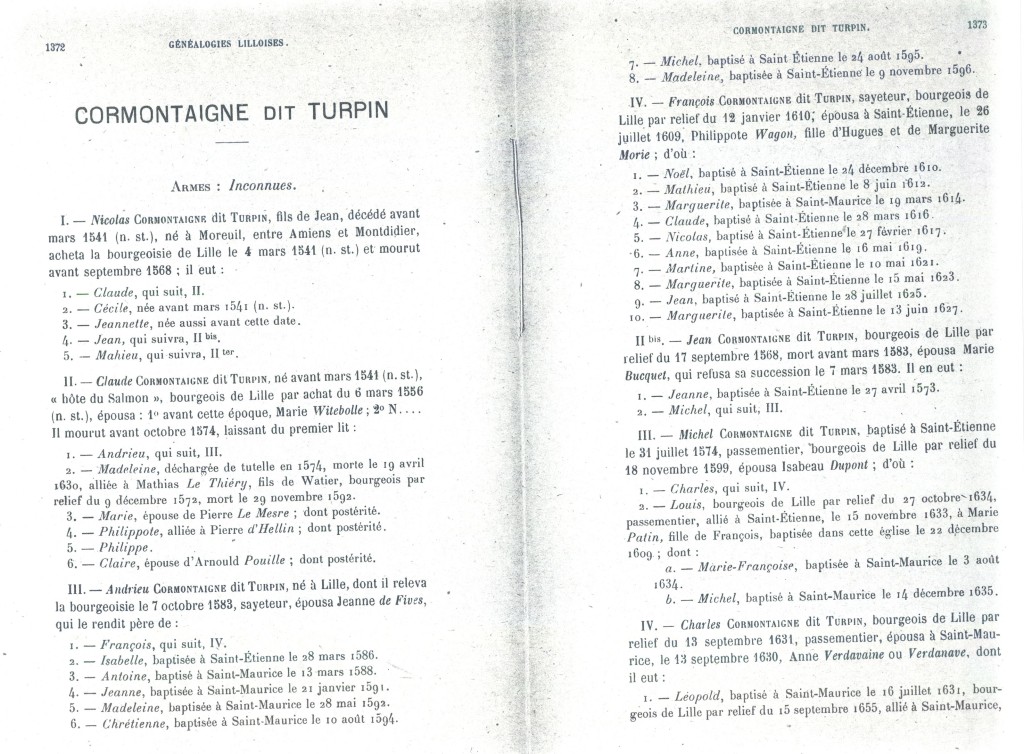 1372
GÉNÉALOGIES LILLOISES.
CORMONTAIGNE DIT TURPIN
ARMES : Inconnues.
I. — Nicolas CORMONTAIGNE dit TURPIN, fils de Jean, décédé avant
mars 1541 (n. st.), né à Moreuil, entre Amiens et Montdidier,
acheta la bourgeoisie de Lille le 4 mars 1541 (n. st.) et mourut
avant septembre 1568 ; il eut :
1. — Claude, qui suit, II.
2. — Cécile, née avant mars 1541 (n. st.).
3. — Jeannette, née aussi avant cette date.
4. — Jean, qui suivra, II bis.
5. — Mahieu, qui suivra, II ter.
II. — Claude CORMONTAIGNE dit TURPIN, né avant mars 1541 (n. st.),
« hôte du Salmon », bourgeois de Lille par achat du 6 mars 1556
(n. st.), épousa : 1º avant cette époque, Marie Witebolle ; 2º N....
Il mourut avant octobre 1574, laissant du premier lit :
1. — Andrieu, qui suit, III.
2. — Madeleine, déchargée de tutelle en 1574, morte le 19 avril
1630, alliée à Mathias Le Thiéry, fils de Watier, bourgeois par
relief du 9 décembre 1572, mort le 29 novembre 1592.
3. — Marie, épouse de Pierre Le Mesre ; dont postérité.
4. — Philippote, alliée à Pierre d'Hellin ; dont postérité.
5. — Philippe.
6. — Claire, épouse d'Arnould Pouille ; dont postérité.
III. — Andrieu CORMONTAIGNE dit TURPIN, né à Lille, dont il releva
la bourgeoisie le 7 octobre 1583, sayeteur, épousa Jeanne de Fives,
qui le rendit père de :
1. — François, qui suit, IV.
2. — Isabelle, baptisée à Saint-Étienne le 28 mars 1586.
3. — Antoine, baptisé à Saint-Maurice le 13 mars 1588.
4. — Jeanne, baptisée à Saint-Maurice le 21 janvier 1591.
5. — Madeleine, baptisée à Saint-Maurice le 28 mai 1592.
6. — Chrétienne, baptisée à Saint-Maurice le 10 août 1594.
CORMONTAIGNE DIT TURPIN.
1373
7. — Michel, baptisé à Saint Étienne le 24 août 1595.
8. — Madeleine, baptisée à Saint-Étienne le 9 novembre 1596.
IV. — François CORMONTAIGNE dit TURPIN, sayeteur, bourgeois de
Lille par relief du 12 janvier 1610, épousa à Saint-Étienne, le 26
juillet 1609, Philippote Wagon, fille d'Hugues et de Marguerite
Morie ; d'où :
1. — Noël, baptisé à Saint-Étienne le 24 décembre 1610.
2. — Mathieu, baptisé à Saint-Étienne le 8 juin 1612.
3. — Marguerite, baptisée à Saint-Maurice le 19 mars 1614.
4. — Claude, baptisé à Saint-Étienne le 28 mars 1616.
5. — Nicolas, baptisé à Saint-Étienne le 27 février 1617.
6. — Anne, baptisée à Saint-Étienne le 16 mai 1619.
7. — Martine, baptisée à Saint-Étienne le 10 mai 1621.
8. — Marguerite, baptisée à Saint-Étienne le 15 mai 1623.
9. — Jean, baptisé à Saint-Étienne le 28 juillet 1625.
10. — Marguerite, baptisée à Saint-Étienne le 13 juin 1627.
II bis. — Jean CORMONTAIGNE dit TURPIN, bourgeois de Lille par
relief du 17 septembre 1568, mort avant mars 1583, épousa Marie
Bucquet, qui refusa sa succession le 7 mars 1583. Il en eut :
1. — Jeanne, baptisée à Saint-Étienne le 27 avril 1573.
2. — Michel, qui suit, III.
III. — Michel CORMONTAIGNE dit TURPIN, baptisé à Saint-Étienne
le 31 juillet 1574, passementier, bourgeois de Lille par relief du
18 novembre 1599, épousa Isabeau Dupont ; d'où :
1. — Charles, qui suit, IV.
2. — Louis, bourgeois de Lille par relief du 27 octobre 1634,
passementier, allié à Saint-Étienne, le 15 novembre 1633, à Marie
Patin, fille de François, baptisée dans cette église le 22 décembre
1609 ; dont :
a. — Marie-Françoise, baptisée à Saint-Maurice le 3 août
1634.
b. — Michel, baptisé à Saint-Maurice le 14 décembre 1635.
IV. — Charles CORMONTAIGNE dit TURPIN, bourgeois de Lille par
relief du 13 septembre 1631, passementier, épousa à Saint-Mau-
rice, le 13 septembre 1630, Anne Verdavaine ou Verdanave, dont
il eut :
1. — Léopold, baptisé à Saint-Maurice le 16 juillet 1631, bour-
geois de Lille par relief du 15 septembre 1655, allié à Saint-Maurice,